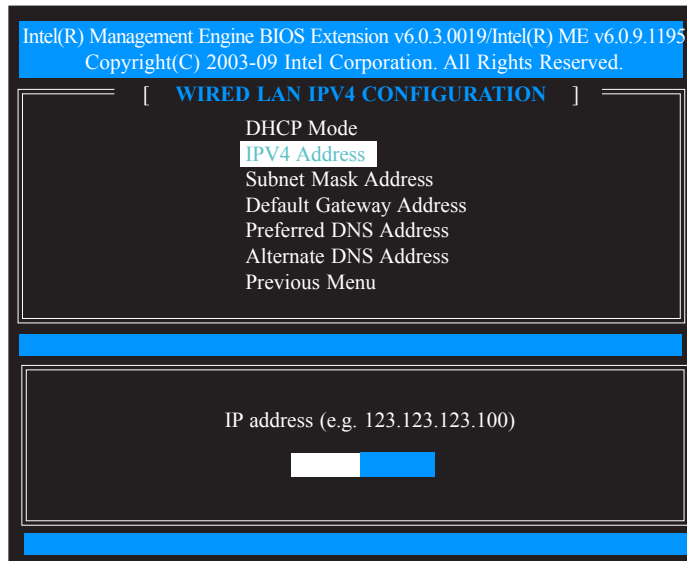 Intel(R) Management Engine BIOS Extension v6.0.3.0019/Intel(R) ME v6.0.9.1195
Copyright(C) 2003-09 Intel Corporation. All Rights Reserved.
[ WIRED LAN IPV4 CONFIGURATION ]
DHCP Mode
IPV4 Address
Subnet Mask Address
Default Gateway Address
Preferred DNS Address
Alternate DNS Address
Previous Menu
IP address (e.g. 123.123.123.100)